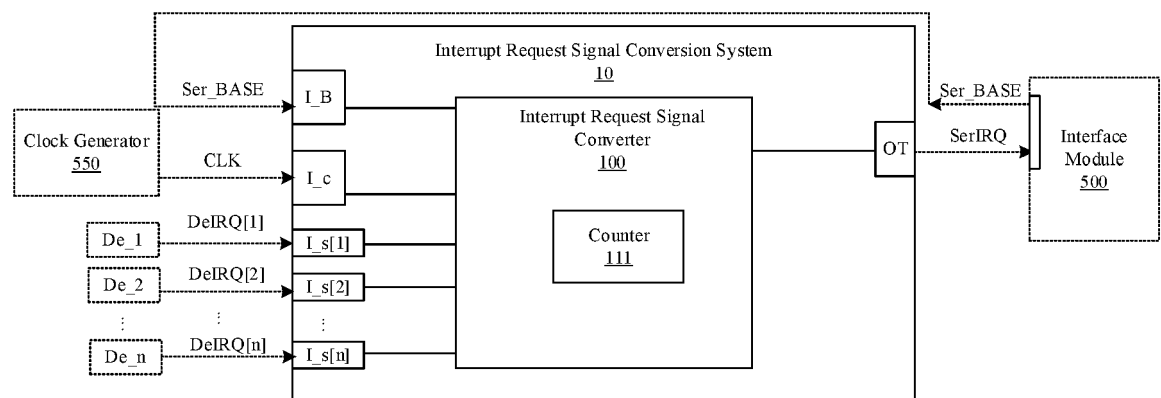 Interrupt Request Signal Conversion System
10
Ser_BASE
I_B
Clock Generator
550
CLK
I_c
Interrupt Request Signal
Converter
100
Counter
111
OT
Ser_BASE
SerIRQ
Interface
Module
500
De_1
DeIRQ[1]
I_s[1]
De_2
DeIRQ[2]
I_s[2]
⋮
⋮
⋮
De_n
DeIRQ[n]
I_s[n]